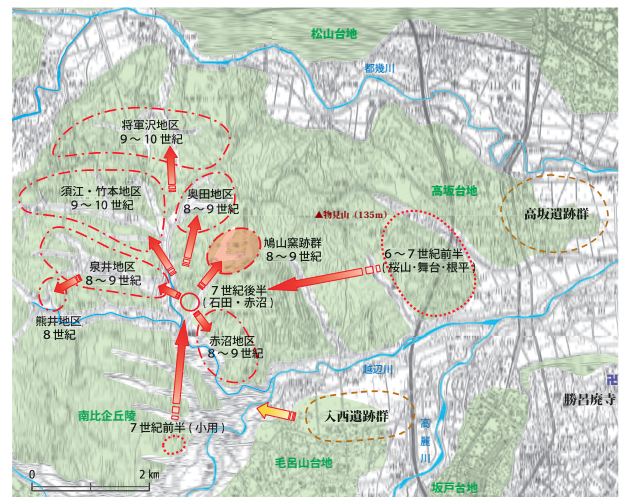 松山台地
都幾川
将軍沢地区
9～10 世紀
須江・竹本地区
9～10 世紀
奥田地区
8～9世紀
高坂台地
高坂遺跡群
▲物見山（135m）
鳩山窯跡群
8～9世紀
6～7世紀前半
(桜山・舞台・根平)
泉井地区
8～9世紀
7世紀後半
(石田・赤沼)
熊井地区
8世紀
赤沼地区
8～9世紀
越辺川
卍
勝呂廃寺
入西遺跡群
南比企丘陵
7世紀前半 (小用)
高麗川
毛呂山台地
坂戸台地
0 2km